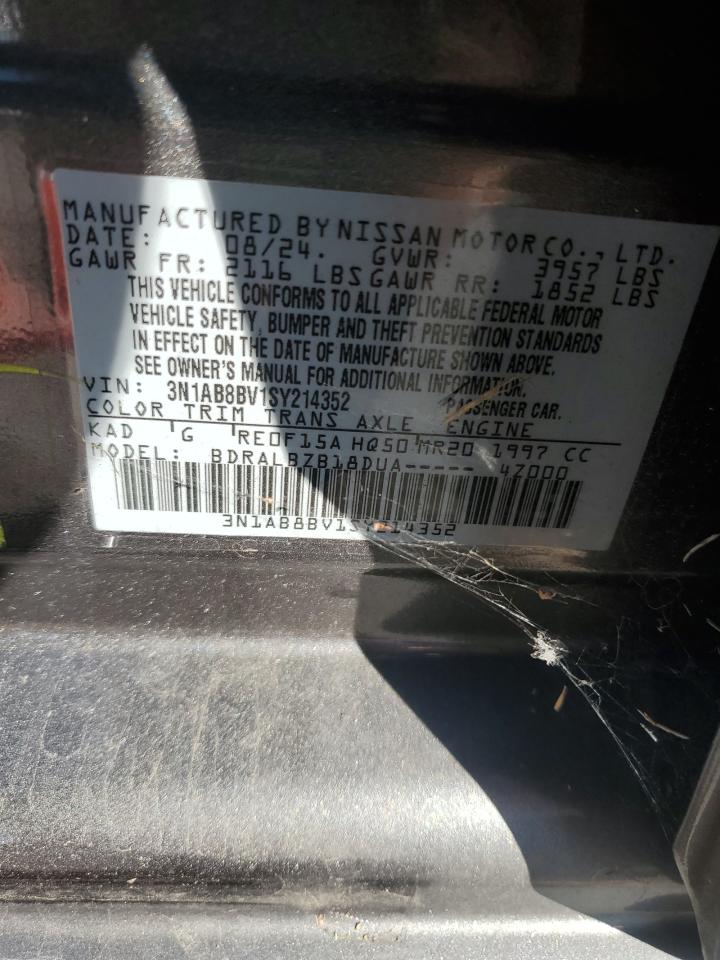 MANUFACTURED BY NISSAN MOTOR CO., LTD.
DATE: 08/24. GVWR: 3957 LBS
GAWR FR: 2116 LBS GAWR RR: 1852 LBS
THIS VEHICLE CONFORMS TO ALL APPLICABLE FEDERAL MOTOR
VEHICLE SAFETY, BUMPER AND THEFT PREVENTION STANDARDS
IN EFFECT ON THE DATE OF MANUFACTURE SHOWN ABOVE.
SEE OWNER'S MANUAL FOR ADDITIONAL INFORMATION.
VIN: 3N1AB8BV1SY214352 PASSENGER CAR.
COLOR TRIM TRANS AXLE ENGINE
KAD G RE0F15A HQ50 MR20 1997 CC
MODEL: BDRALBZB18DUA----- 4Z000
3N1AB8BV1SY214352